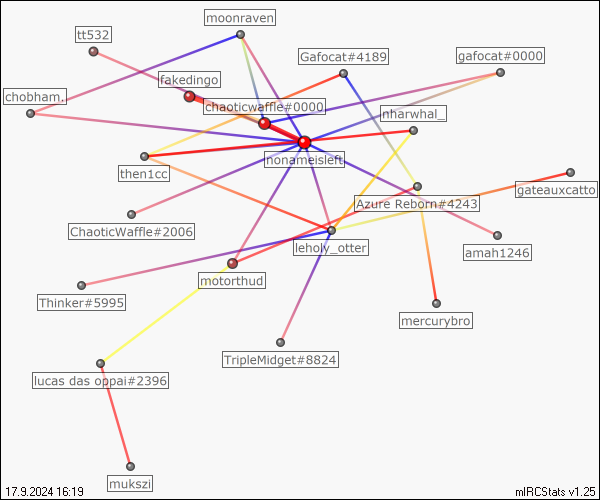 moonraven
tt532
Gafocat#4189
gafocat#0000
fakedingo
chobham.
chaoticwaffle#0000
nharwhal_
nonameisleft
then1cc
gateauxcatto
Azure Reborn#4243
ChaoticWaffle#2006
leholy_otter
amah1246
motorthud
Thinker#5995
mercurybro
TripleMidget#8824
lucas das oppai#2396
mukszi
17.9.2024 16:19
mIRCStats v1.25